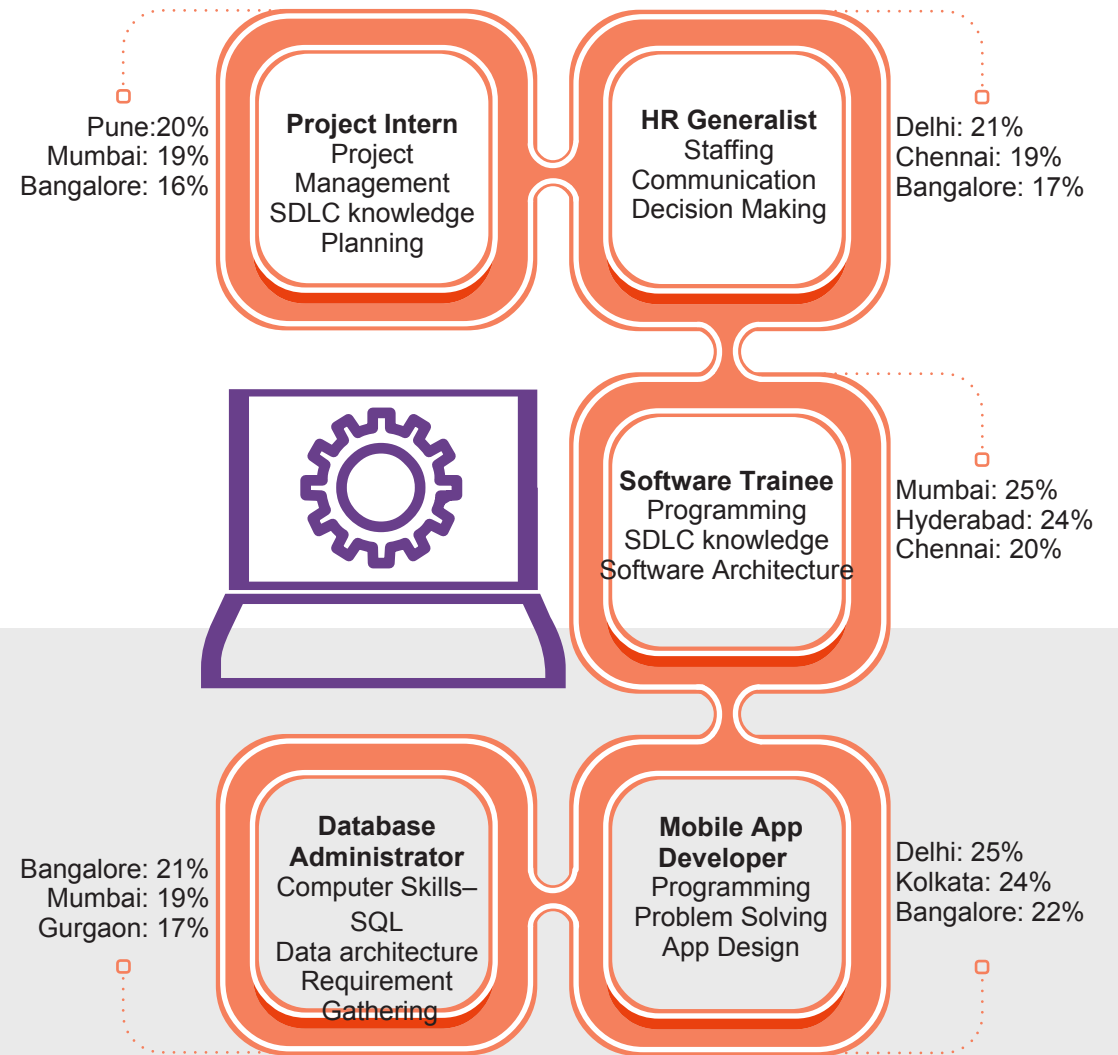 Pune:20%
Mumbai: 19%
Bangalore: 16%
Project Intern
Project
Management
SDLC knowledge
Planning
HR Generalist
Staffing
Communication
Decision Making
Delhi: 21%
Chennai: 19%
Bangalore: 17%
Software Trainee
Programming
SDLC knowledge
Software Architecture
Mumbai: 25%
Hyderabad: 24%
Chennai: 20%
Bangalore: 21%
Mumbai: 19%
Gurgaon: 17%
Database
Administrator
Computer Skills–
SQL
Data architecture
Requirement
Gathering
Mobile App
Developer
Programming
Problem Solving
App Design
Delhi: 25%
Kolkata: 24%
Bangalore: 22%